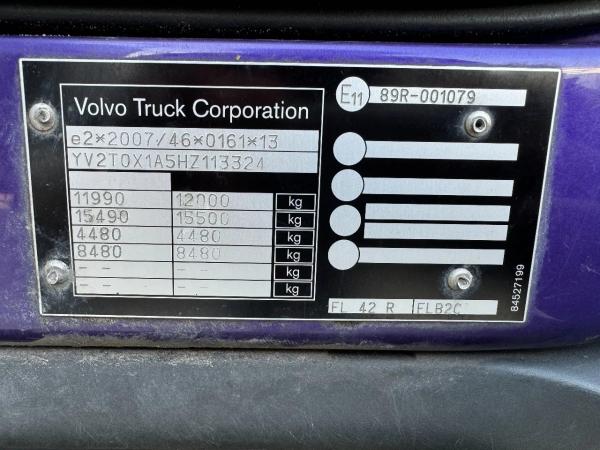 Volvo Truck Corporation
e2*2007/46*0161*13
YV2T0X1A5HZ113324
11990 12000 kg
15490 15500 kg
4480 4480 kg
8480 8480 kg
-- -- kg
-- -- kg
E11 89R-001079
FL 42 R FLB2C
84527199